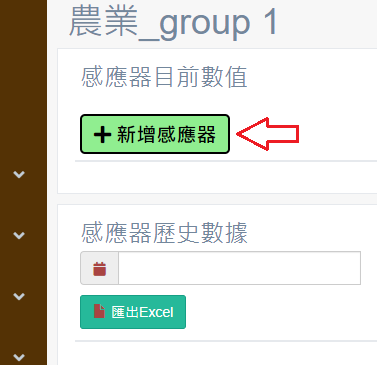 農業_group 1
感應器目前數值
新增感應器
感應器歷史數據
匯出Excel